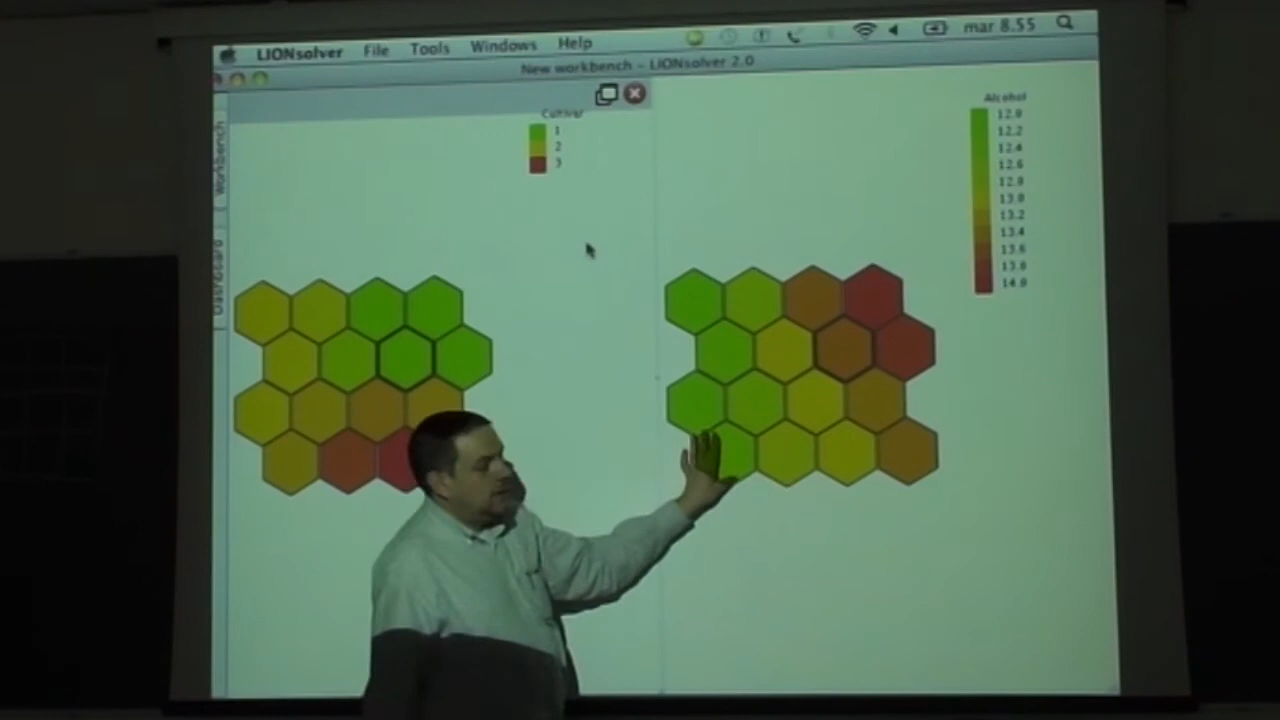 LIONsolver File Tools Windows Help mar 8.55
New workbench - LIONsolver 2.0
Workbench
Dashboard
Cultivar
1
2
3
Alcohol
12.0
12.2
12.4
12.6
12.8
13.0
13.2
13.4
13.6
13.8
14.0